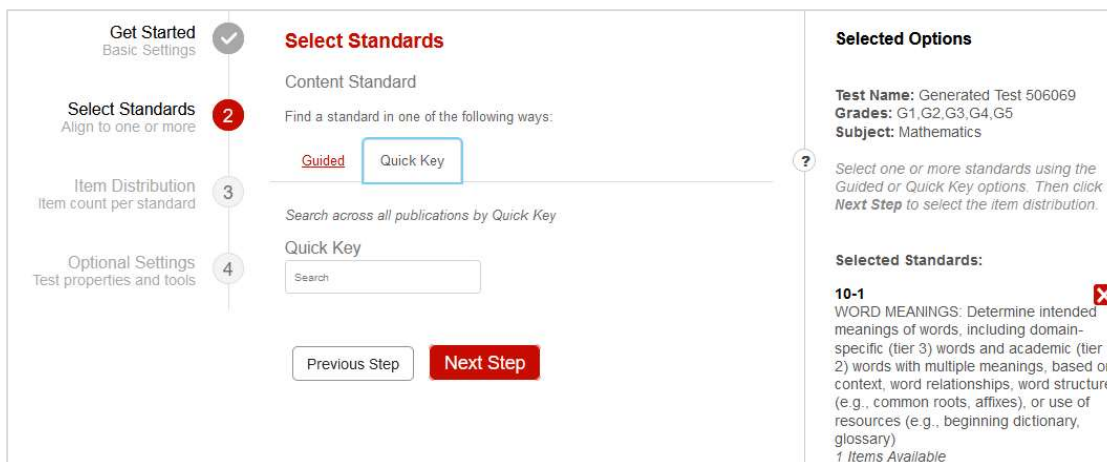 Get Started
Basic Settings
Select Standards
Align to one or more
2
Item Distribution
Item count per standard
3
Optional Settings
Test properties and tools
4
Select Standards
Content Standard
Find a standard in one of the following ways:
Guided
Quick Key
Search across all publications by Quick Key
Quick Key
Search
Previous Step
Next Step
?
Selected Options
Test Name: Generated Test 506069
Grades: G1,G2,G3,G4,G5
Subject: Mathematics
Select one or more standards using the
Guided or Quick Key options. Then click
Next Step to select the item distribution.
Selected Standards:
10-1
WORD MEANINGS: Determine intended
meanings of words, including domain-
specific (tier 3) words and academic (tier
2) words with multiple meanings, based on
context, word relationships, word structure
(e.g., common roots, affixes), or use of
resources (e.g., beginning dictionary,
glossary)
1 Items Available